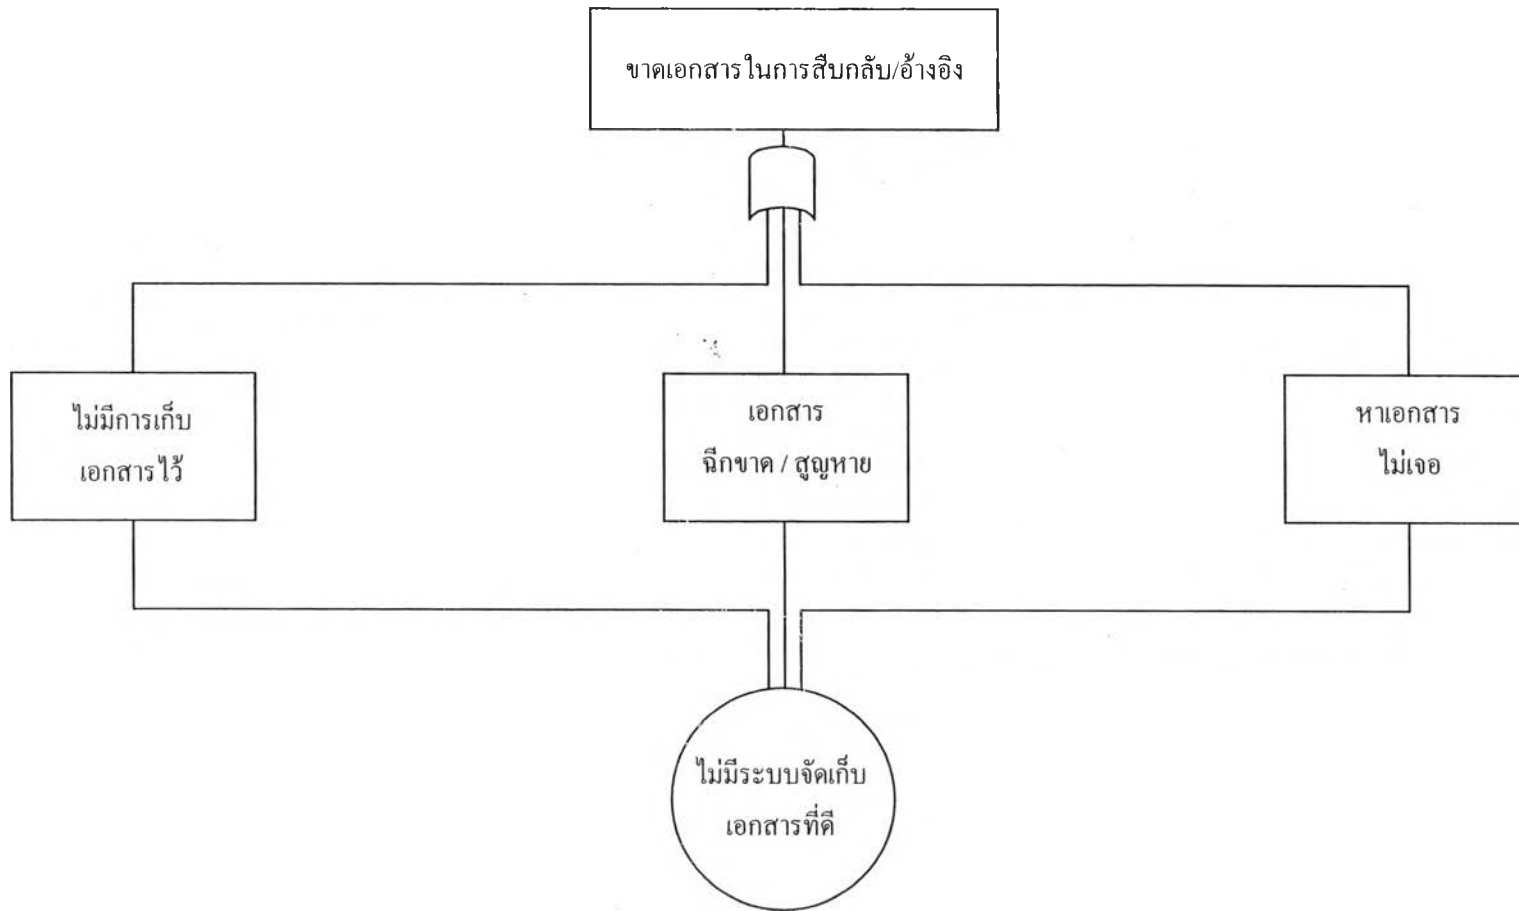 ขาดเอกสารในการสืบกลับ/อ้างอิง
ไม่มีการเก็บ
เอกสารไว้
เอกสาร
ฉีกขาด / สูญหาย
หาเอกสาร
ไม่เจอ
ไม่มีระบบจัดเก็บ
เอกสารที่ดี